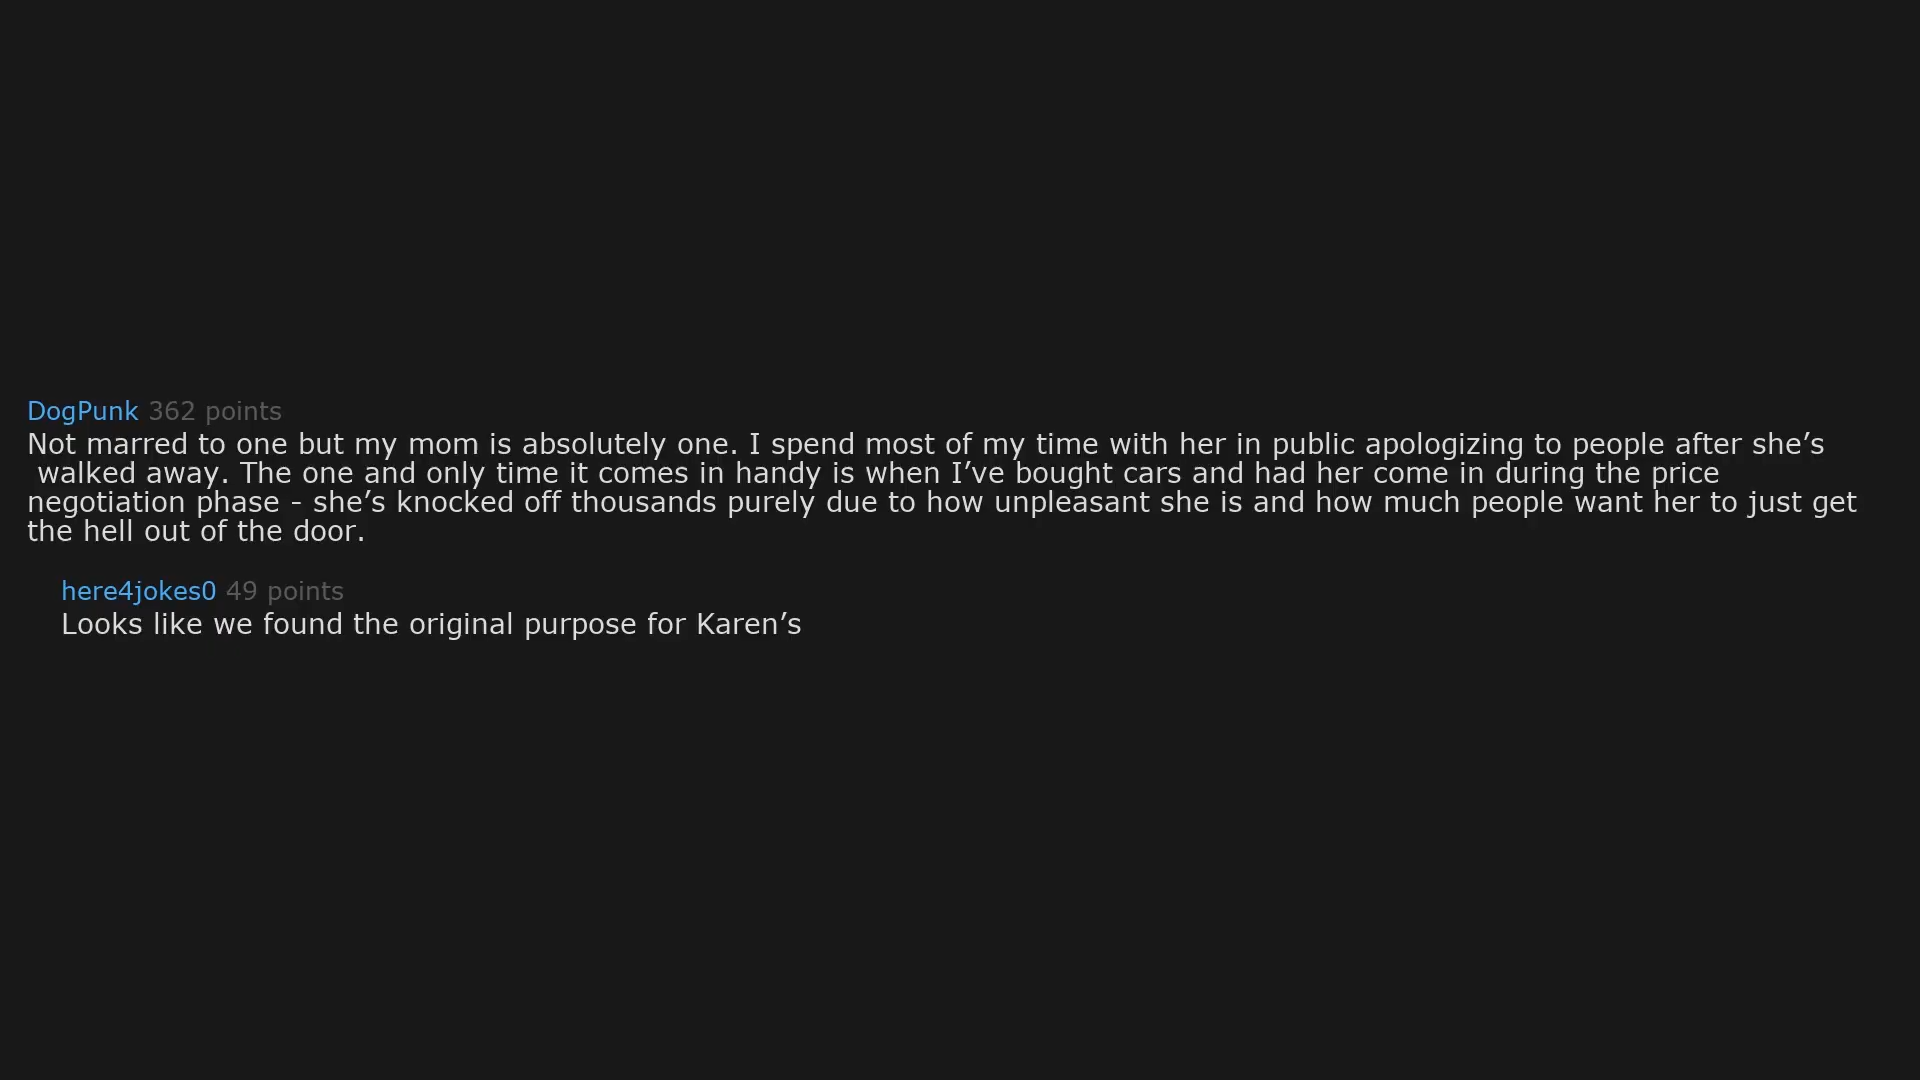 DogPunk 362 points
Not marred to one but my mom is absolutely one. I spend most of my time with her in public apologizing to people after she’s
walked away. The one and only time it comes in handy is when I’ve bought cars and had her come in during the price
negotiation phase - she’s knocked off thousands purely due to how unpleasant she is and how much people want her to just get
the hell out of the door.
here4jokes0 49 points
Looks like we found the original purpose for Karen’s